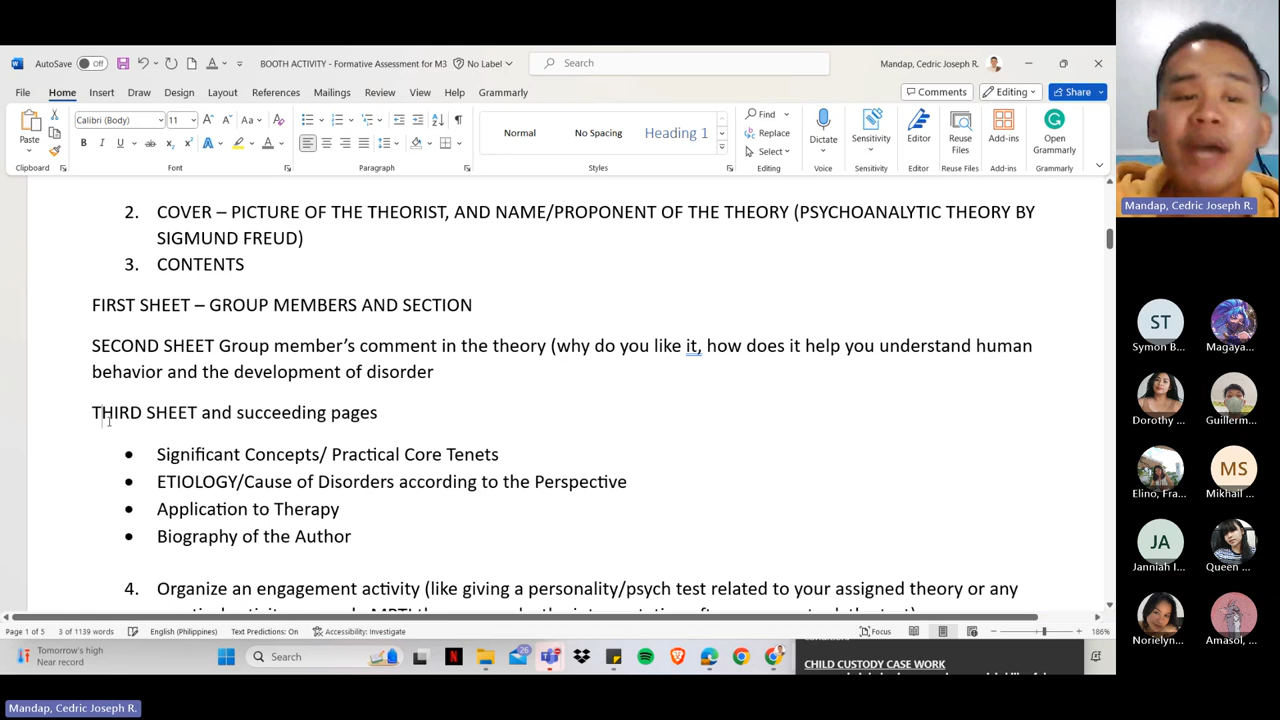 AutoSave Off
BOOTH ACTIVITY - Formative Assessment for M3
No Label
Search
Mandap, Cedric Joseph R.
File Home Insert Draw Design Layout References Mailings Review View Help Grammarly
Comments Editing Share
Paste
Calibri (Body) 11
Normal No Spacing Heading 1
Find
Replace
Select
Dictate
Sensitivity
Editor
Reuse Files
Add-ins
Open Grammarly
Clipboard Font Paragraph Styles Editing Voice Sensitivity Editor Reuse Files Add-ins Grammarly
2. COVER – PICTURE OF THE THEORIST, AND NAME/PROPONENT OF THE THEORY (PSYCHOANALYTIC THEORY BY
SIGMUND FREUD)
3. CONTENTS
FIRST SHEET – GROUP MEMBERS AND SECTION
SECOND SHEET Group member’s comment in the theory (why do you like it, how does it help you understand human
behavior and the development of disorder
THIRD SHEET and succeeding pages
• Significant Concepts/ Practical Core Tenets
• ETIOLOGY/Cause of Disorders according to the Perspective
• Application to Therapy
• Biography of the Author
4. Organize an engagement activity (like giving a personality/psych test related to your assigned theory or any
Page 1 of 5 3 of 1139 words English (Philippines) Text Predictions: On Accessibility: Investigate Focus 186%
Tomorrow's high
Near record
Search
26
CHILD CUSTODY CASE WORK
Mandap, Cedric Joseph R.
Mandap, Cedric Joseph R.
ST
Symon B...
Magaya...
Dorothy ...
Guillerm...
Elino, Fra...
MS
Mikhail ...
JA
Janniah I...
Queen ...
Norielyn...
Amasol, ...